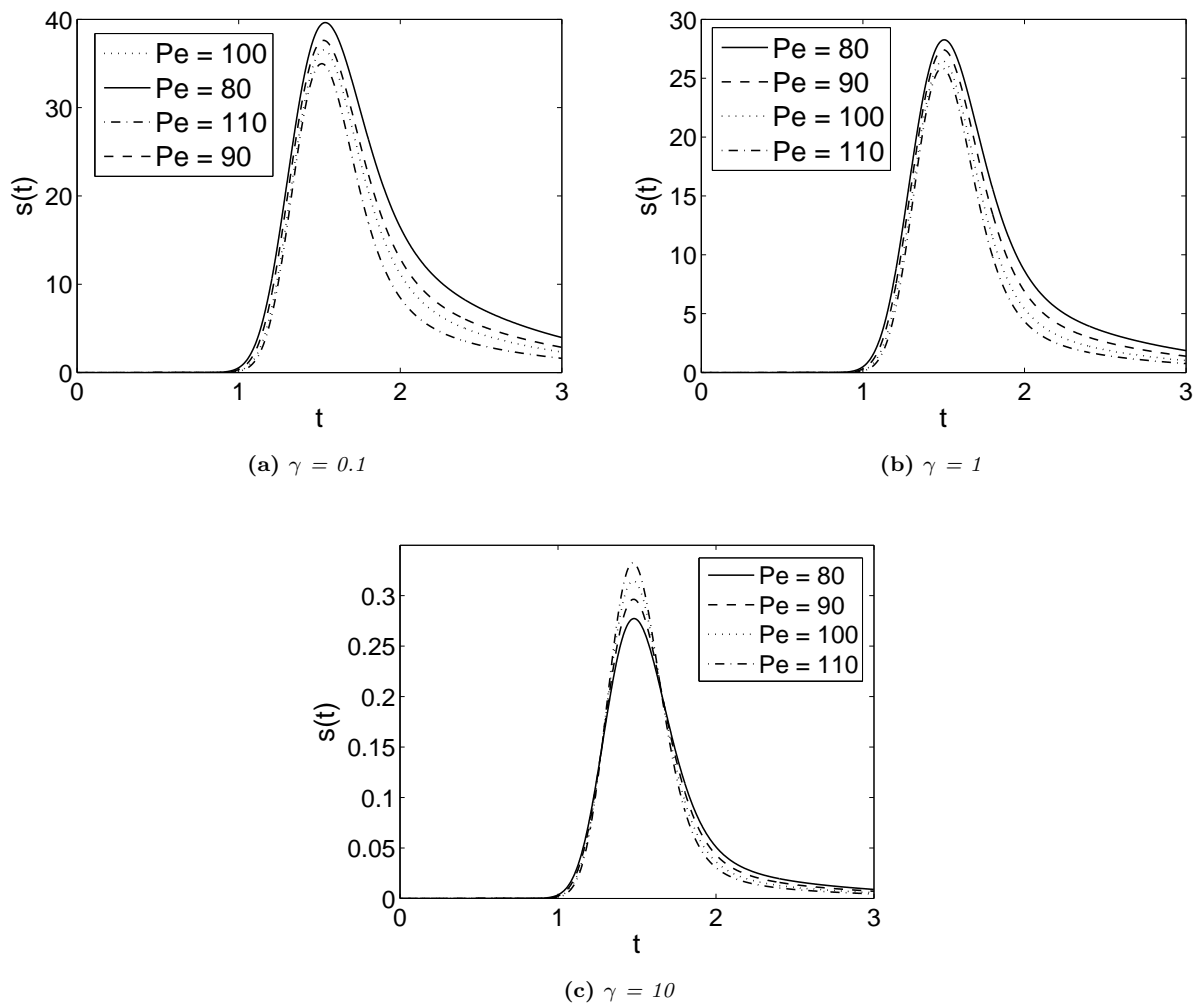 40
30
20
10
0
s(t)
Pe = 100
Pe = 80
Pe = 110
Pe = 90
0 1 2 3
t
(a) γ = 0.1
30
25
20
15
10
5
0
s(t)
Pe = 80
Pe = 90
Pe = 100
Pe = 110
0 1 2 3
t
(b) γ = 1
0.3
0.25
0.2
0.15
0.1
0.05
0
s(t)
Pe = 80
Pe = 90
Pe = 100
Pe = 110
0 1 2 3
t
(c) γ = 10